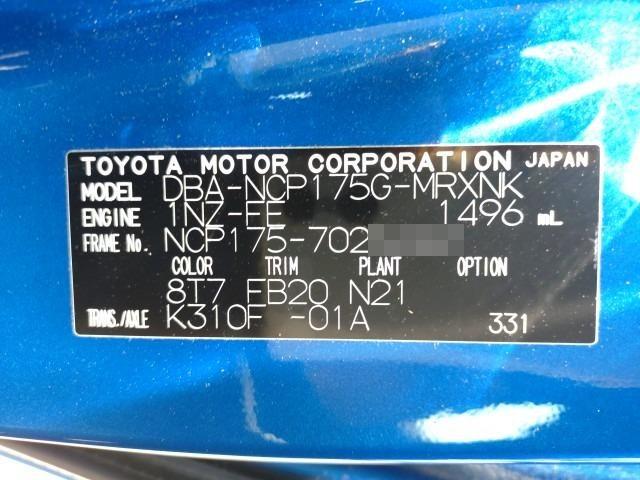 TOYOTA MOTOR CORPORATION JAPAN
MODEL DBA-NCP175G-MRXNK
ENGINE 1NZ-FE 1496 mL
FRAME No. NCP175-702
COLOR TRIM PLANT OPTION
8T7 EB20 N21
TRANS./AXLE K310F -01A 331